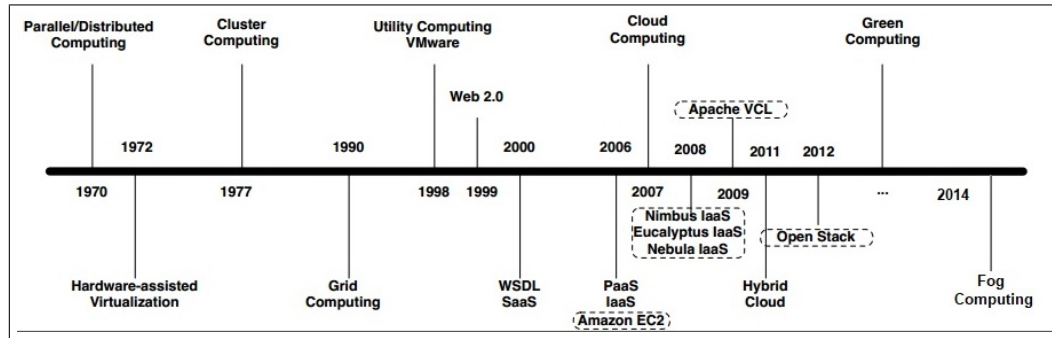 Parallel/Distributed
Computing
Cluster
Computing
Utility Computing
VMware
Cloud
Computing
Green
Computing
Web 2.0
Apache VCL
1972
1990
2000
2006
2008
2011
2012
1970
1977
1998
1999
2007
2009
...
2014
Nimbus IaaS
Eucalyptus IaaS
Nebula IaaS
Open Stack
Hardware-assisted
Virtualization
Grid
Computing
WSDL
SaaS
PaaS
IaaS
Amazon EC2
Hybrid
Cloud
Fog
Computing